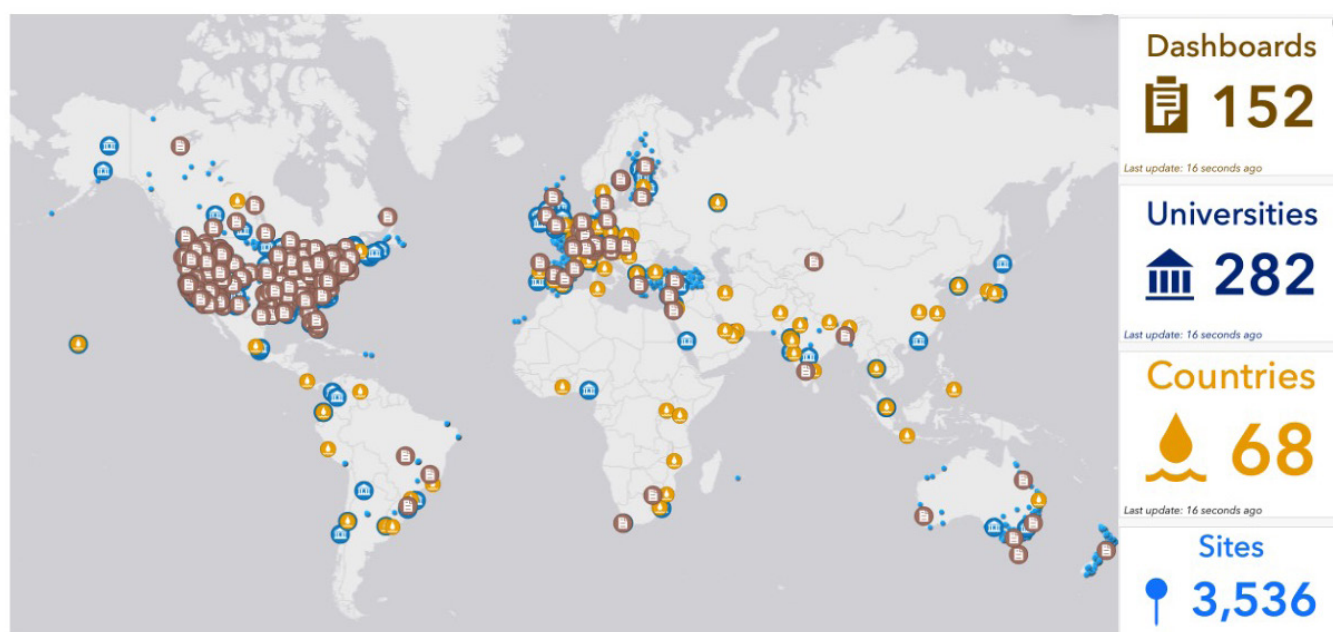 Dashboards
152
Last update: 16 seconds ago
Universities
282
Last update: 16 seconds ago
Countries
68
Last update: 16 seconds ago
Sites
3,536